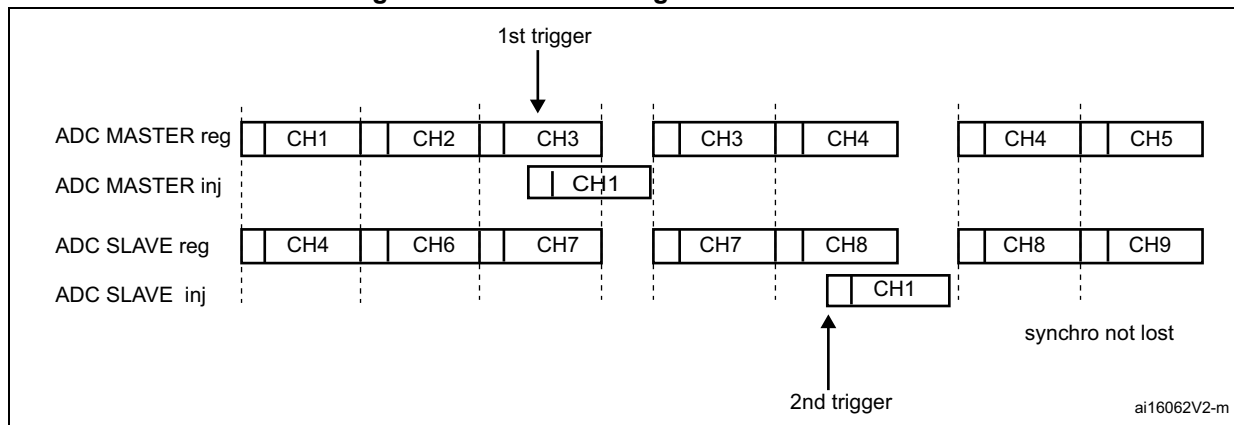 1st trigger
ADC MASTER reg CH1 CH2 CH3 CH3 CH4 CH4 CH5
ADC MASTER inj CH1
ADC SLAVE reg CH4 CH6 CH7 CH7 CH8 CH8 CH9
ADC SLAVE inj CH1
synchro not lost
2nd trigger
ai16062V2-m